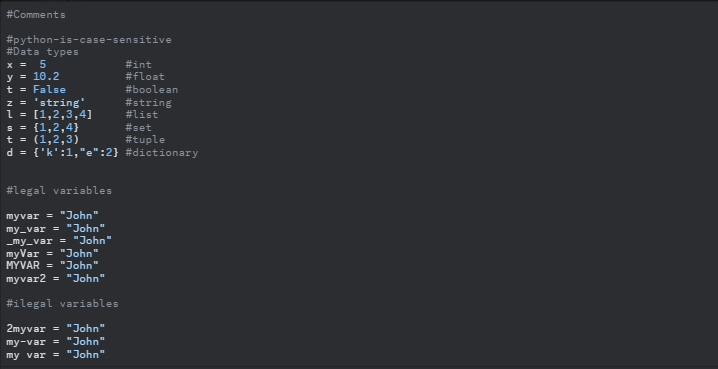 #Comments
#python-is-case-sensitive
#Data types
x =  5            #int
y = 10.2          #float
t = False         #boolean
z = 'string'      #string
l = [1,2,3,4]     #list
s = {1,2,4}       #set
t = (1,2,3)       #tuple
d = {'k':1,"e":2} #dictionary
#legal variables
myvar = "John"
my_var = "John"
_my_var = "John"
myVar = "John"
MYVAR = "John"
myvar2 = "John"
#ilegal variables
2myvar = "John"
my-var = "John"
my var = "John"